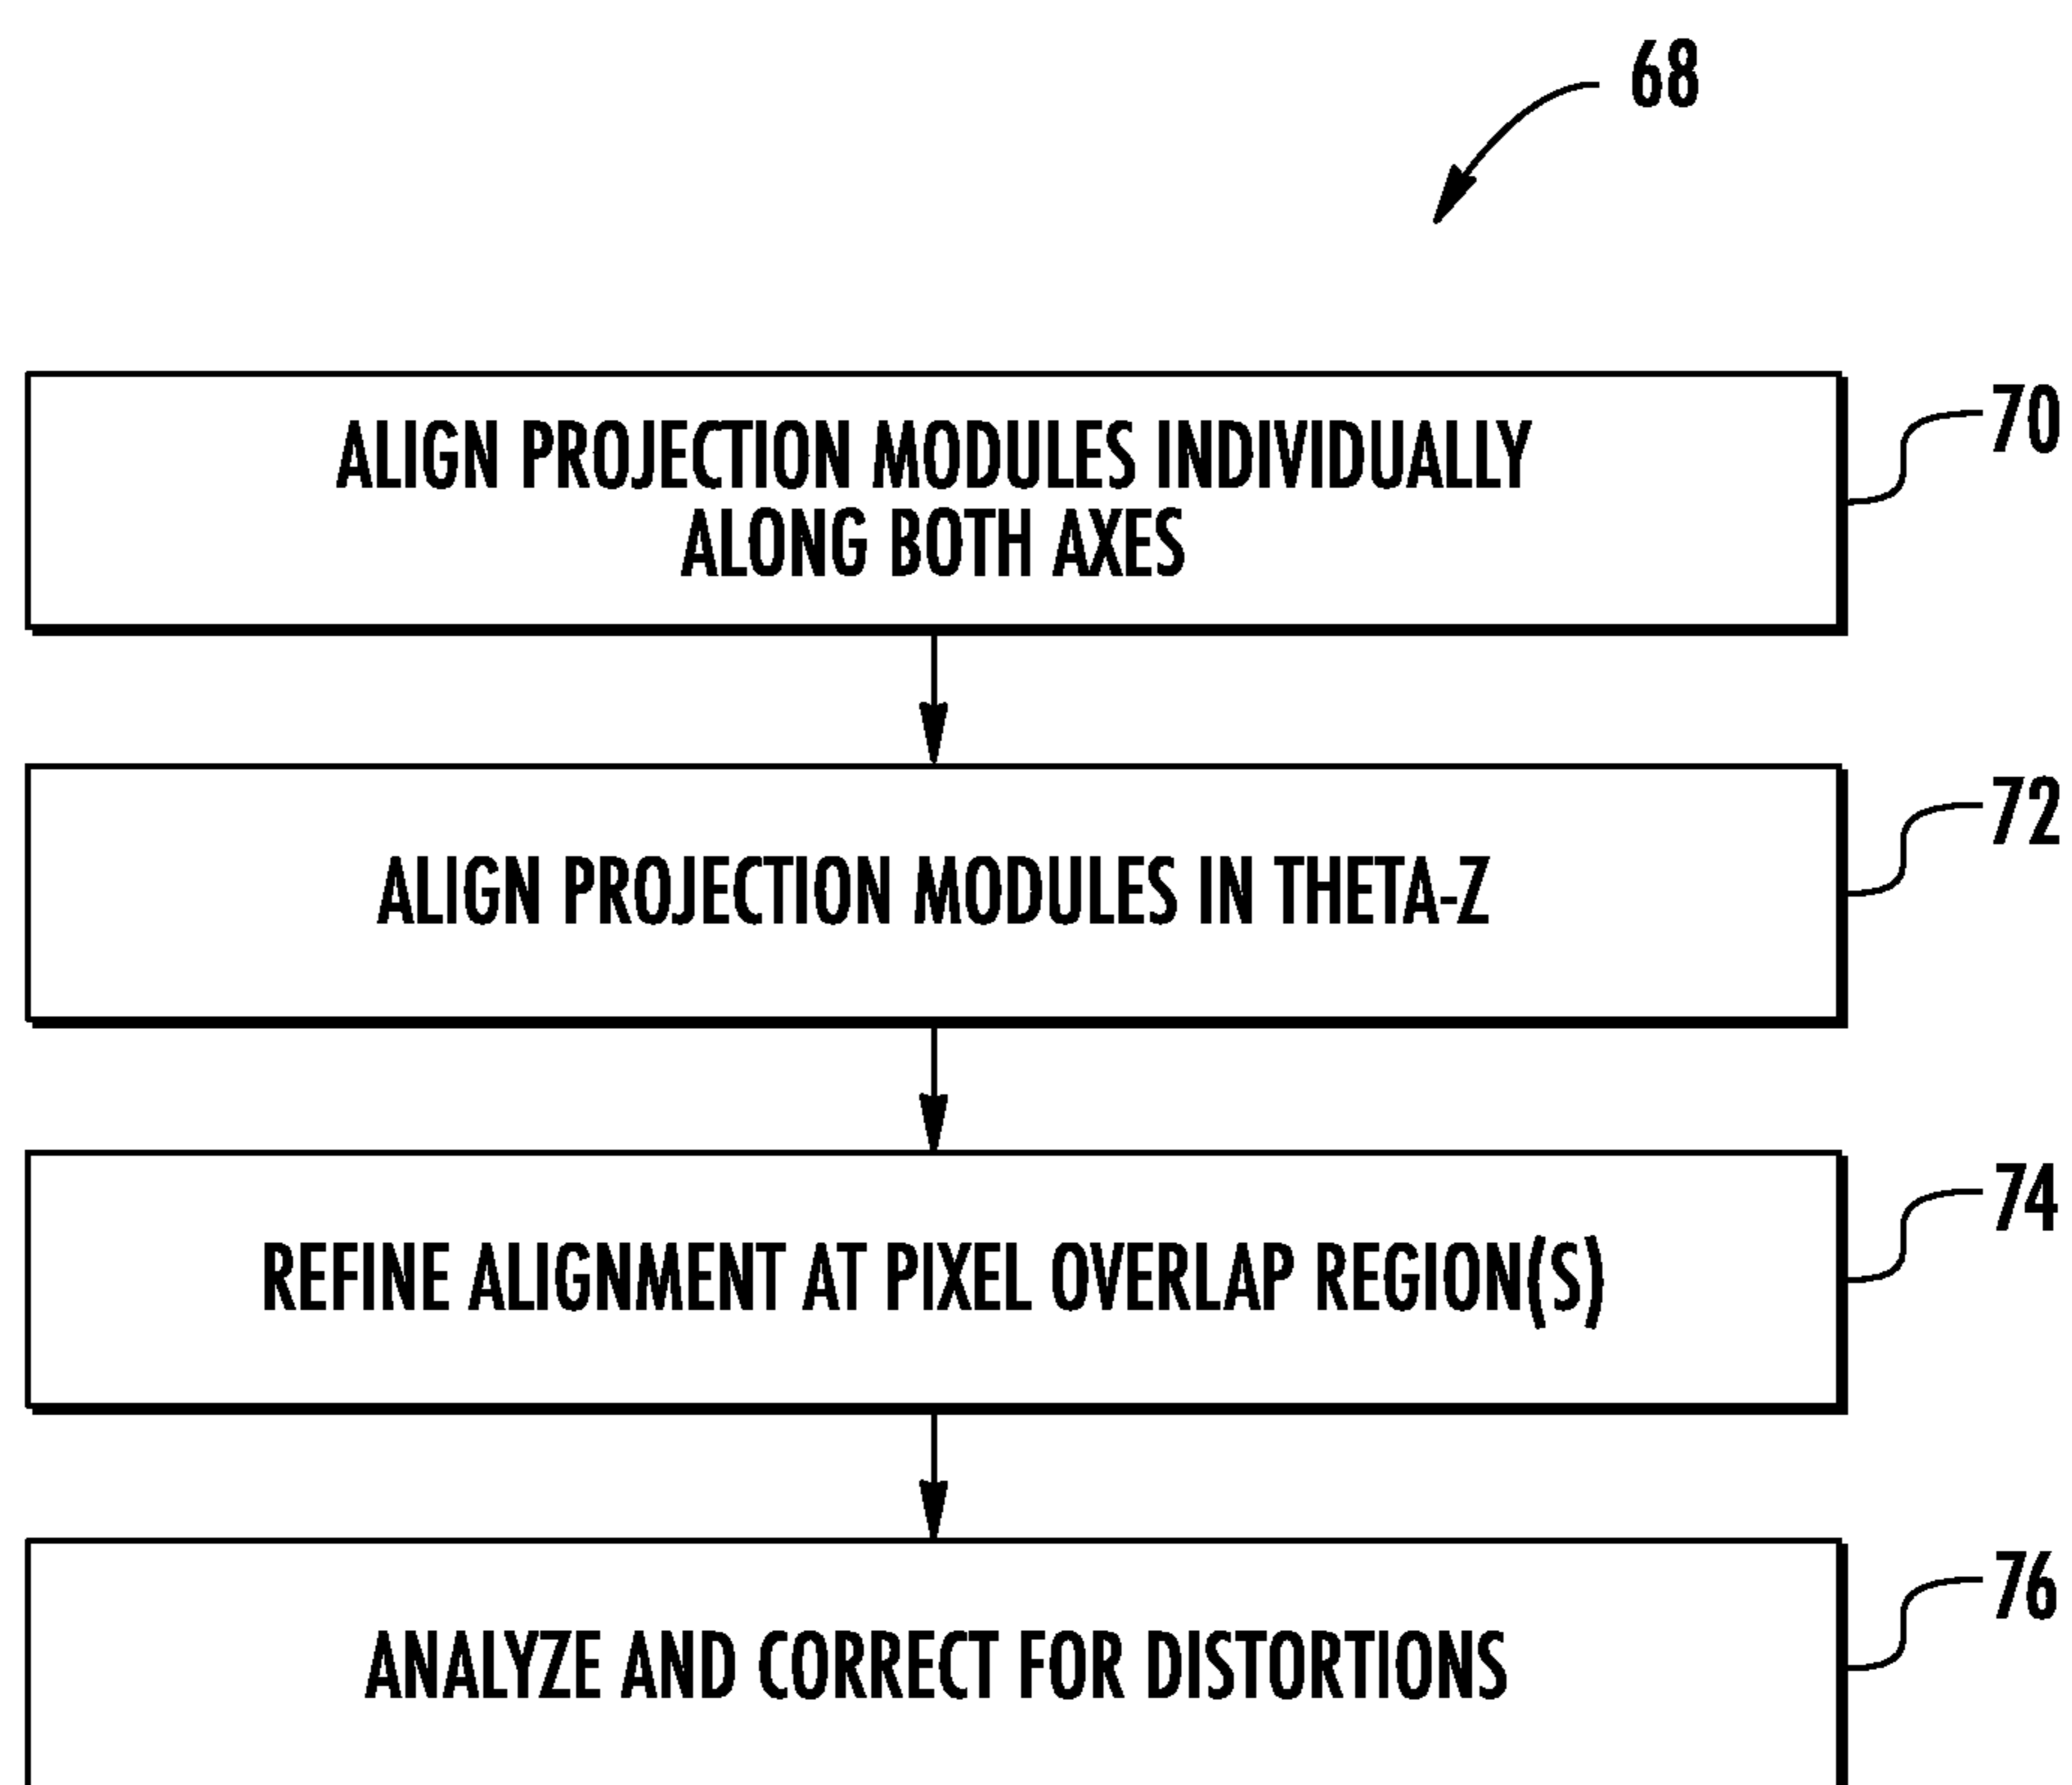 68
ALIGN PROJECTION MODULES INDIVIDUALLY
ALONG BOTH AXES
70
ALIGN PROJECTION MODULES IN THETA-Z
72
REFINE ALIGNMENT AT PIXEL OVERLAP REGION(S)
74
ANALYZE AND CORRECT FOR DISTORTIONS
76